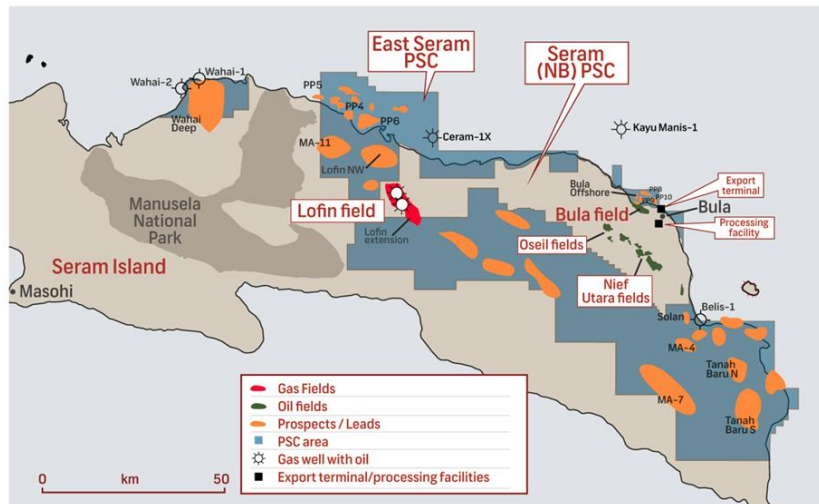 East Seram
PSC
Seram
(NB) PSC
Wahai-2
Wahai-1
Wahai
Deep
PP5
PP4
PP6
MA-11
Lofin NW
Ceram-1X
Kayu Manis-1
Manusela
National
Park
Lofin field
Lofin
extension
Bula
Offshore
PP8
PP10
Export
terminal
Bula field
Bula
Processing
facility
Oseil fields
Nief
Utara fields
Seram Island
Masohi
Solan
Belis-1
MA-4
Tanah
Baru N
MA-7
Tanah
Baru S
Gas Fields
Oil fields
Prospects / Leads
PSC area
Gas well with oil
Export terminal/processing facilities
0 km 50